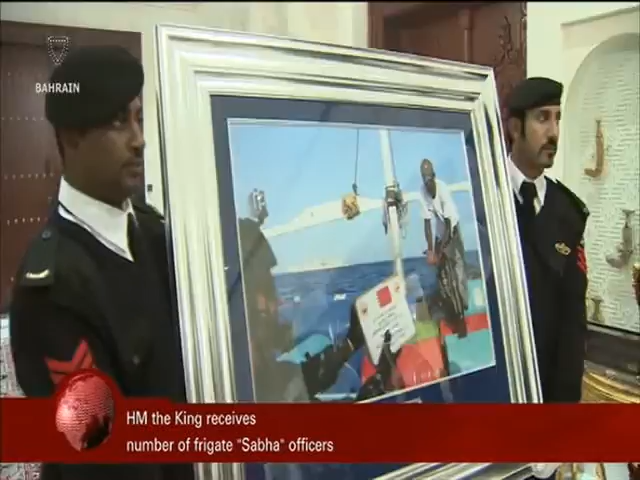 BAHRAIN
HM the King receives
number of frigate "Sabha" officers